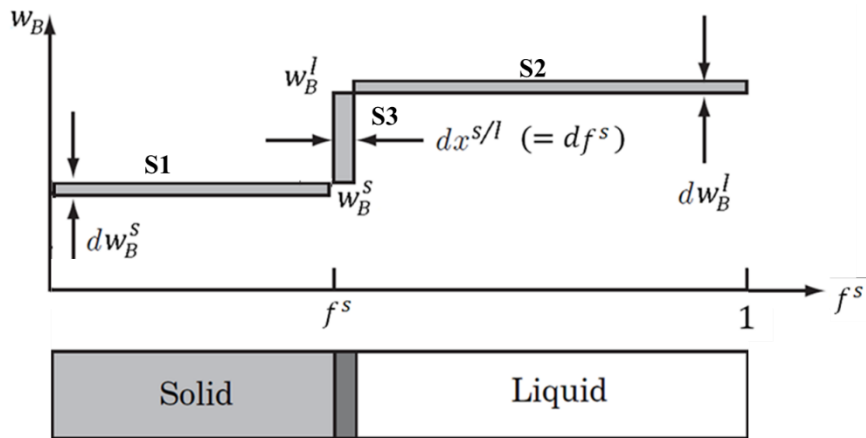 w_B
S2
w_B^l
S3
dx^{s/l} (= df^s)
S1
w_B^s
dw_B^l
dw_B^s
f^s
1
f^s
Solid
Liquid